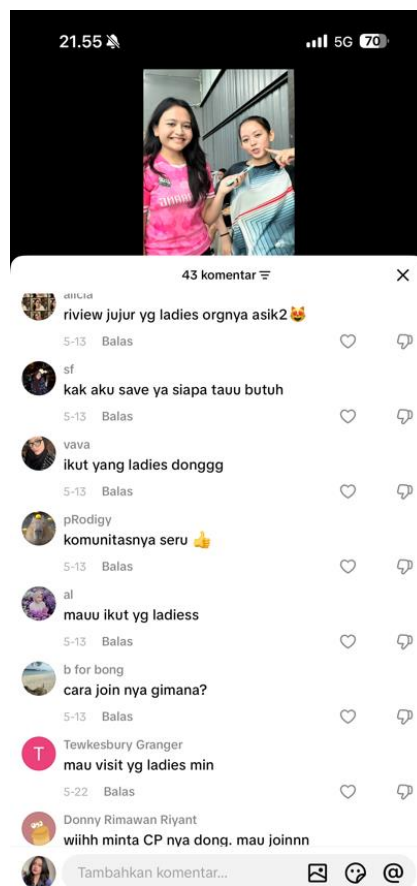 21.55
5G 70
43 komentar
alicia
riview jujur yg ladies orgnya asik2😻
5-13 Balas
sf
kak aku save ya siapa tauu butuh
5-13 Balas
vava
ikut yang ladies donggg
5-13 Balas
pRodigy
komunitasnya seru 👍
5-13 Balas
al
mauu ikut yg ladiess
5-13 Balas
b for bong
cara join nya gimana?
5-13 Balas
T
Tewkesbury Granger
mau visit yg ladies min
5-22 Balas
Donny Rimawan Riyant
wiihh minta CP nya dong. mau joinnn
Tambahkan komentar...